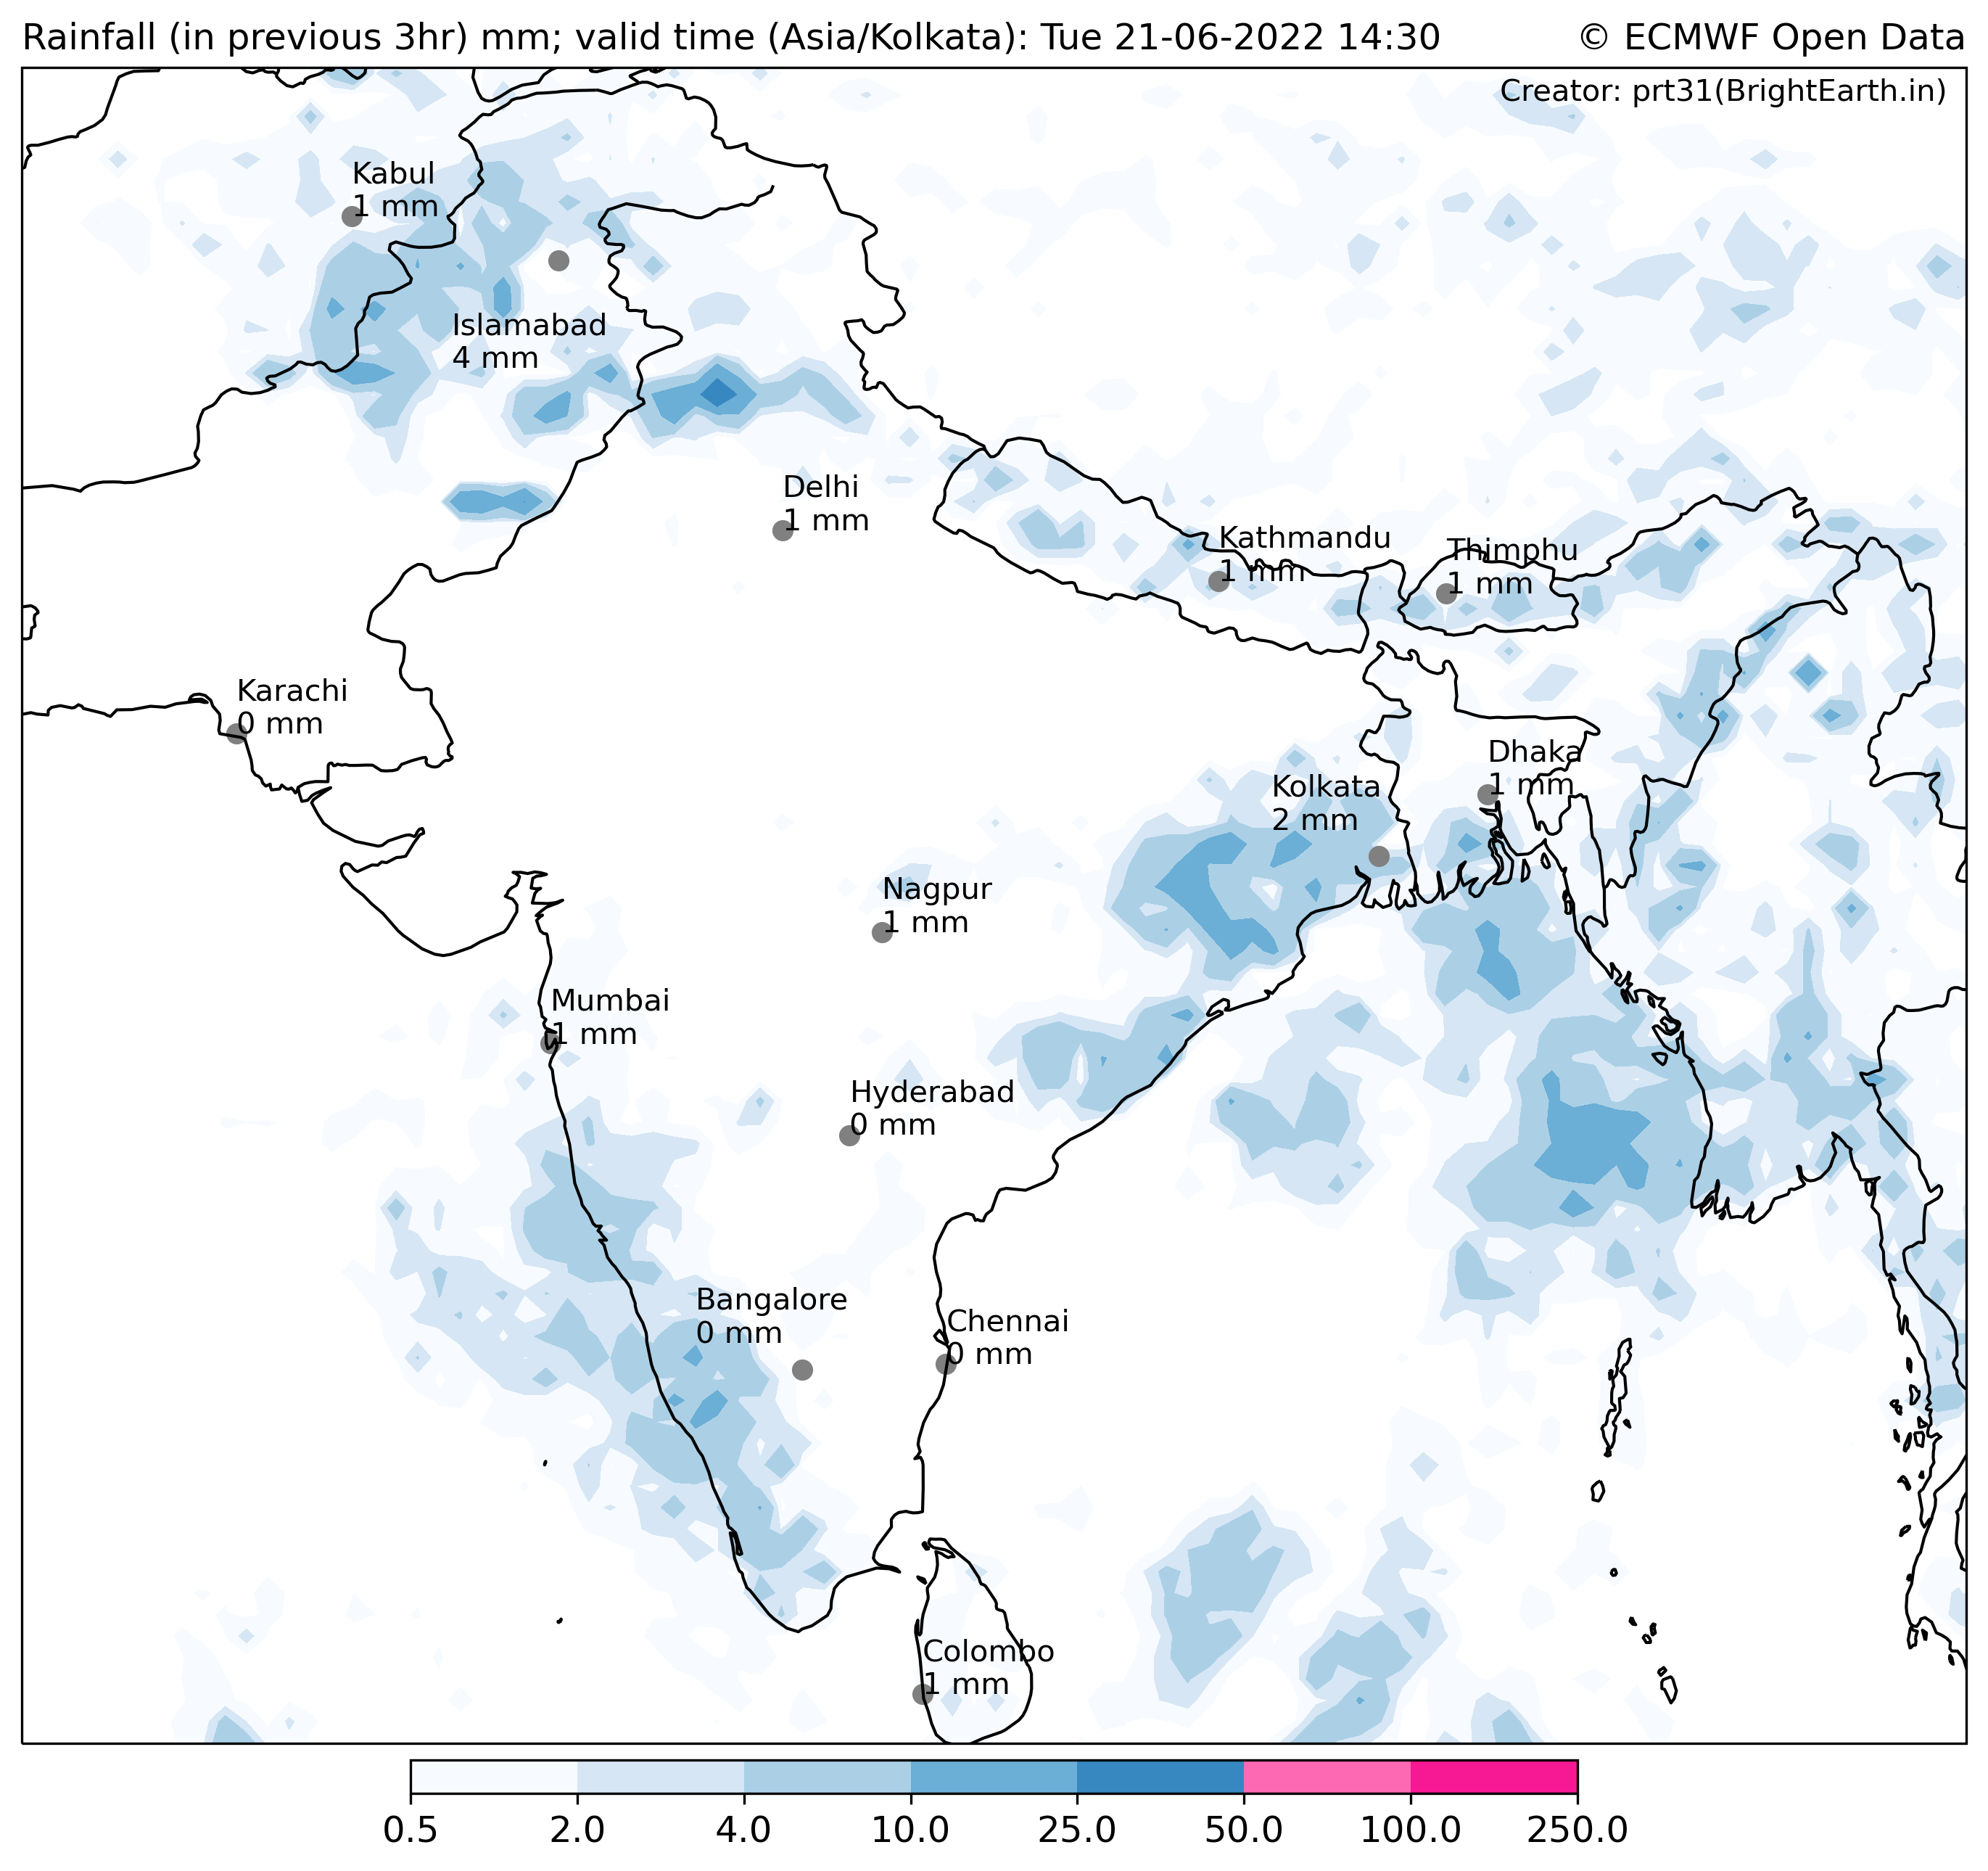 Rainfall (in previous 3hr) mm; valid time (Asia/Kolkata): Tue 21-06-2022 14:30
© ECMWF Open Data
Creator: prt31(BrightEarth.in)
Kabul
1 mm
Islamabad
4 mm
Delhi
1 mm
Kathmandu
1 mm
Thimphu
1 mm
Karachi
0 mm
Dhaka
1 mm
Kolkata
2 mm
Nagpur
1 mm
Mumbai
1 mm
Hyderabad
0 mm
Bangalore
0 mm
Chennai
0 mm
Colombo
1 mm
0.5 2.0 4.0 10.0 25.0 50.0 100.0 250.0